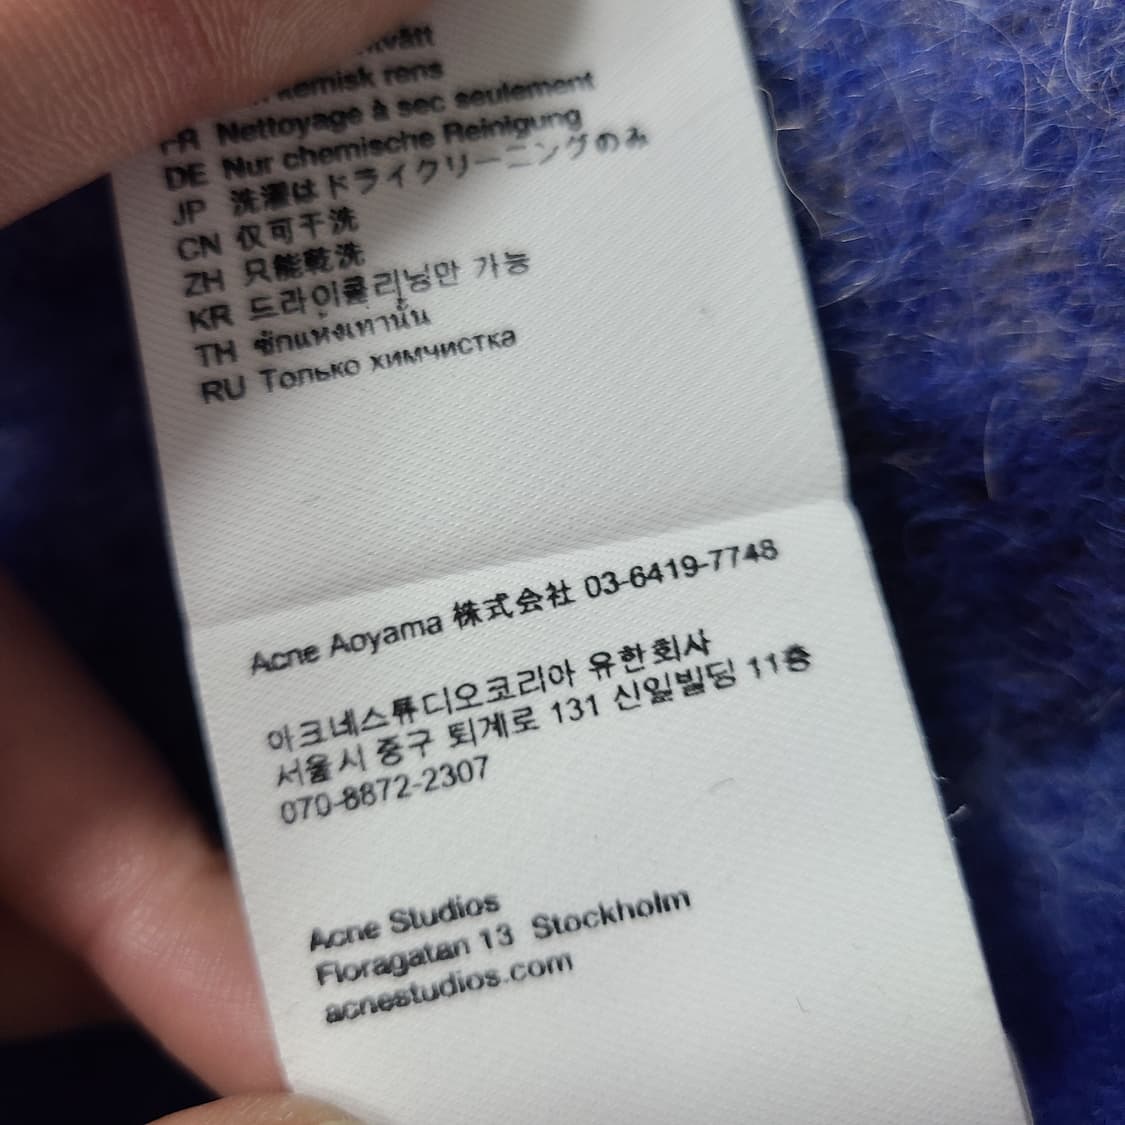 kemisk rens
FR Nettoyage à sec seulement
DE Nur chemische Reinigung
JP 洗濯はドライクリーニングのみ
CN 仅可干洗
ZH 只能乾洗
KR 드라이클리닝만 가능
TH ซักแห้งเท่านั้น
RU Только химчистка
Acne Aoyama 株式会社 03-6419-7748
아크네스튜디오코리아 유한회사
서울시 중구 퇴계로 131 신일빌딩 11층
070-8872-2307
Acne Studios
Floragatan 13 Stockholm
acnestudios.com